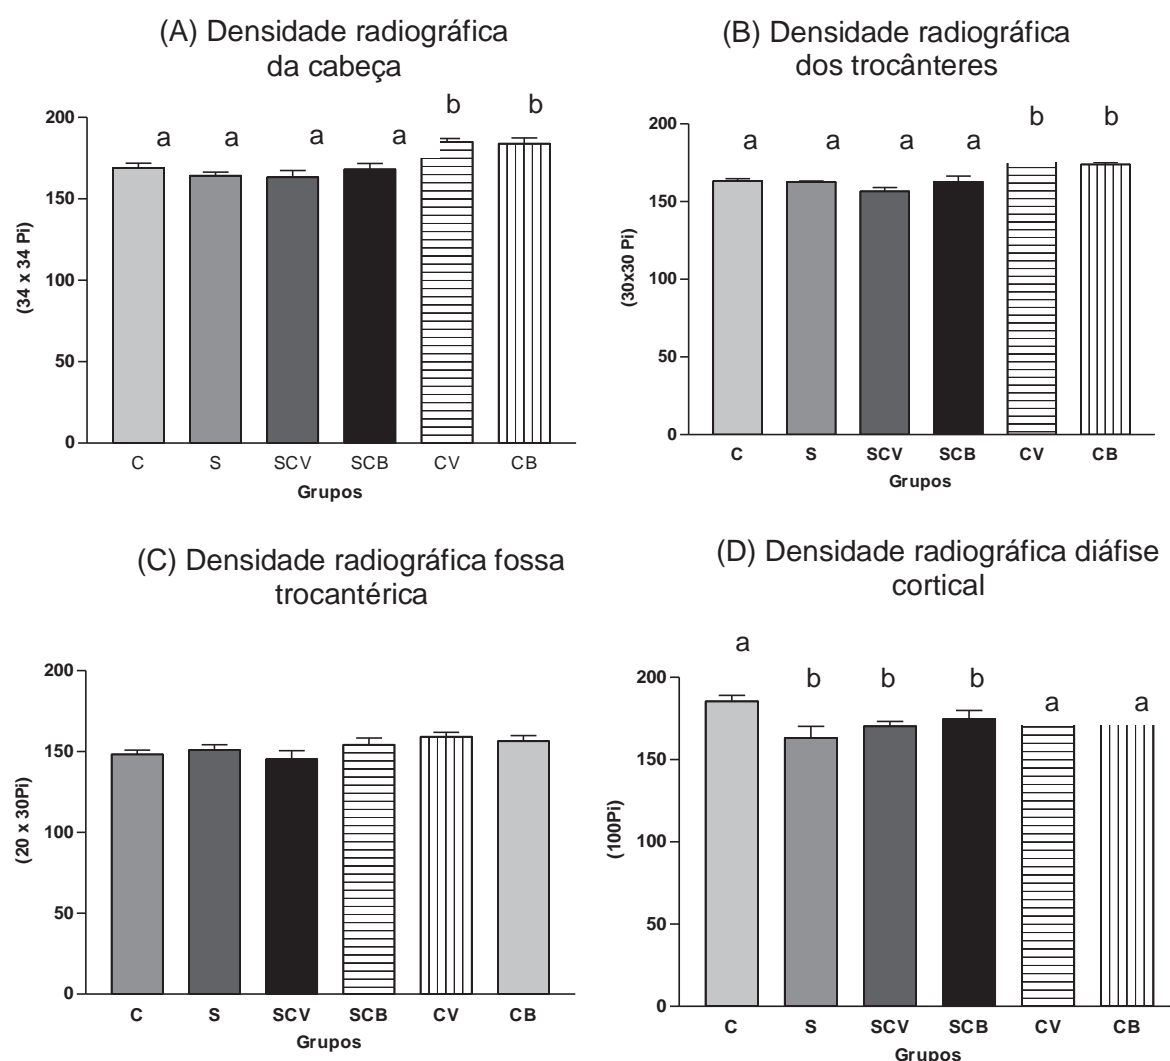 (A) Densidade radiográfica
da cabeça
a a a a b b
200
150
100
50
0
(34 x 34 Pi)
C S SCV SCB CV CB
Grupos
(B) Densidade radiográfica
dos trocânteres
a a a a b b
200
150
100
50
0
(30x30 Pi)
C S SCV SCB CV CB
Grupos
(C) Densidade radiográfica fossa
trocantérica
200
150
100
50
0
(20 x 30Pi)
C S SCV SCB CV CB
Grupos
(D) Densidade radiográfica diáfise
cortical
a b b b a a
200
150
100
50
0
(100Pi)
C S SCV SCB CV CB
Grupos